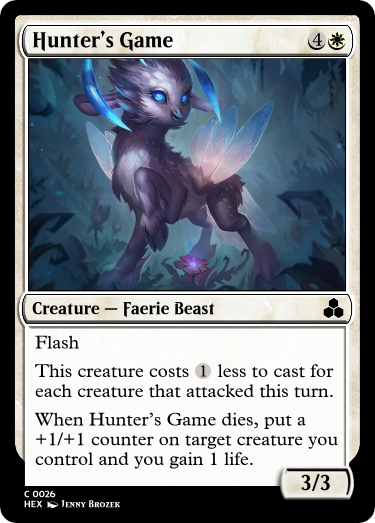 Hunter's Game 4
Creature — Faerie Beast
Flash
This creature costs 1 less to cast for
each creature that attacked this turn.
When Hunter's Game dies, put a
+1/+1 counter on target creature you
control and you gain 1 life.
3/3
C 0026
HEX Jenny Brozek